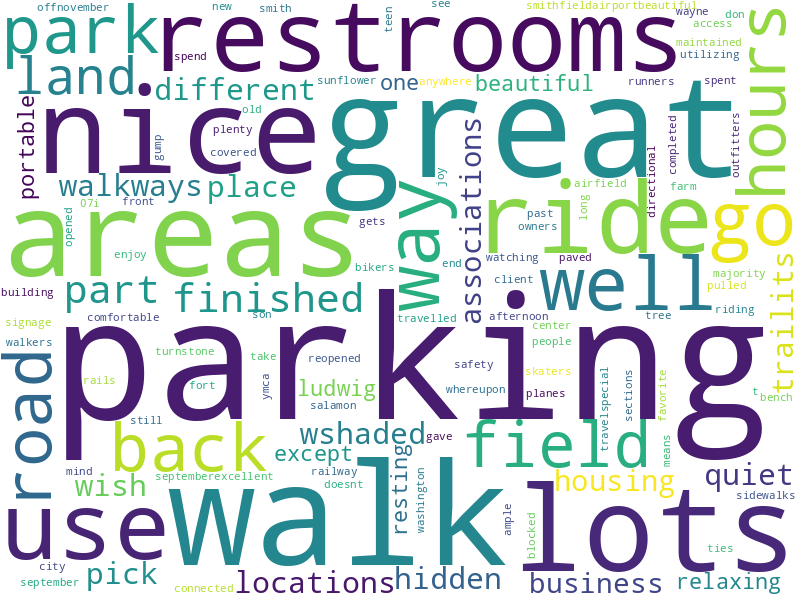 offnovember
new
smith
teen
see
smithfieldairportbeautiful
wayne
don
access
park
restrooms
spend
maintained
utilizing
hours
land
different
sunflower
one
anywhere
beautiful
runners
spent
portable
nice
old
plenty
covered
gump
great
joy
associations
completed
directional
outfitters
walkways
place
07i
front
airfield
farm
long
opened
areas
gets
way
ride
past
owners
go
enjoy
bikers
end
watching
paved
majority
building
part
finished
well
client
pulled
riding
traillits
signage
comfortable
son
travelled
afternoon
tree
center
people
walkers
parking
turnstone
take
reopened
safety
skaters
planes
rails
fort
ymca
ludwig
salamon
whereupon
travelspecial
sections
favorite
t
bench
road
still
back
wshaded
gave
field
means
mind
septemberexcellent
except
railway
doesnt
resting
washington
housing
quiet
wish
sidewalks
use
walk
ample
blocked
lots
ties
city
september
pick
connected
locations
hidden
business
relaxing